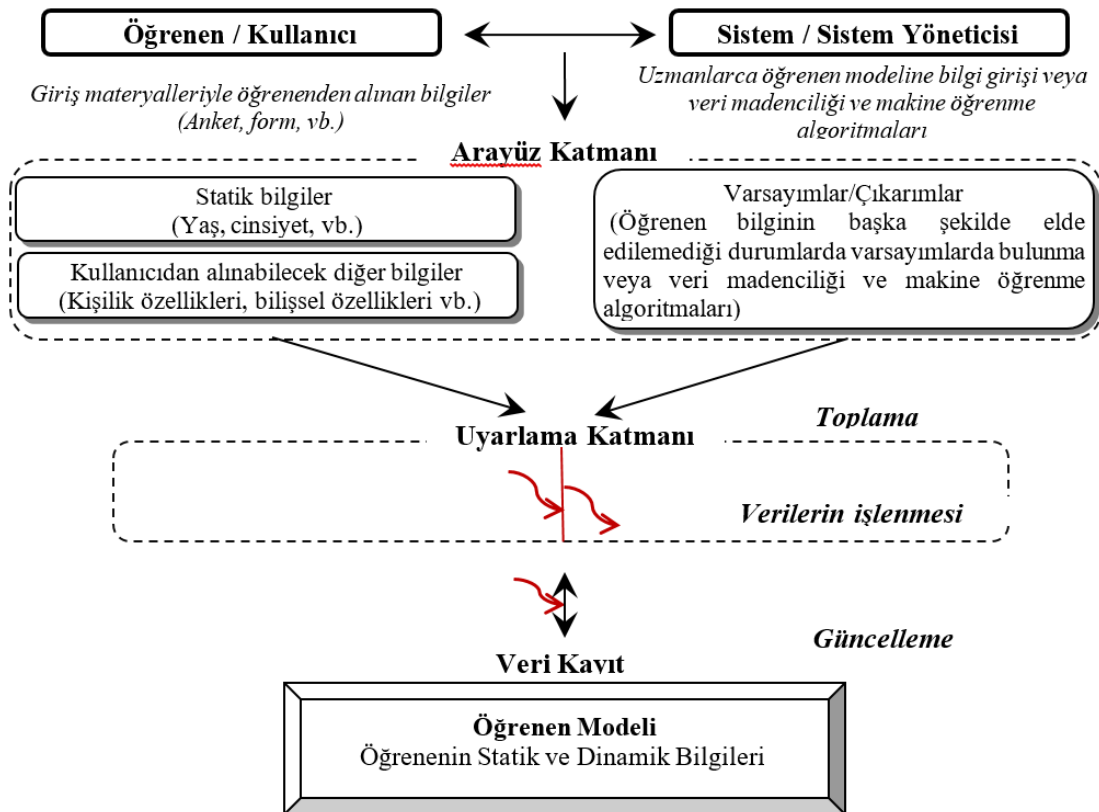 Öğrenen / Kullanıcı
Sistem / Sistem Yöneticisi
Giriş materyalleriyle öğrenenden alınan bilgiler
(Anket, form, vb.)
Uzmanlarca öğrenen modeline bilgi girişi veya
veri madenciliği ve makine öğrenme
algoritmaları
Arayüz Katmanı
Statik bilgiler
(Yaş, cinsiyet, vb.)
Kullanıcıdan alınabilecek diğer bilgiler
(Kişilik özellikleri, bilişsel özellikleri vb.)
Varsayımlar/Çıkarımlar
(Öğrenen bilginin başka şekilde elde
edilemediği durumlarda varsayımlarda bulunma
veya veri madenciliği ve makine öğrenme
algoritmaları)
Toplama
Uyarlama Katmanı
Verilerin işlenmesi
Güncelleme
Veri Kayıt
Öğrenen Modeli
Öğrenenin Statik ve Dinamik Bilgileri